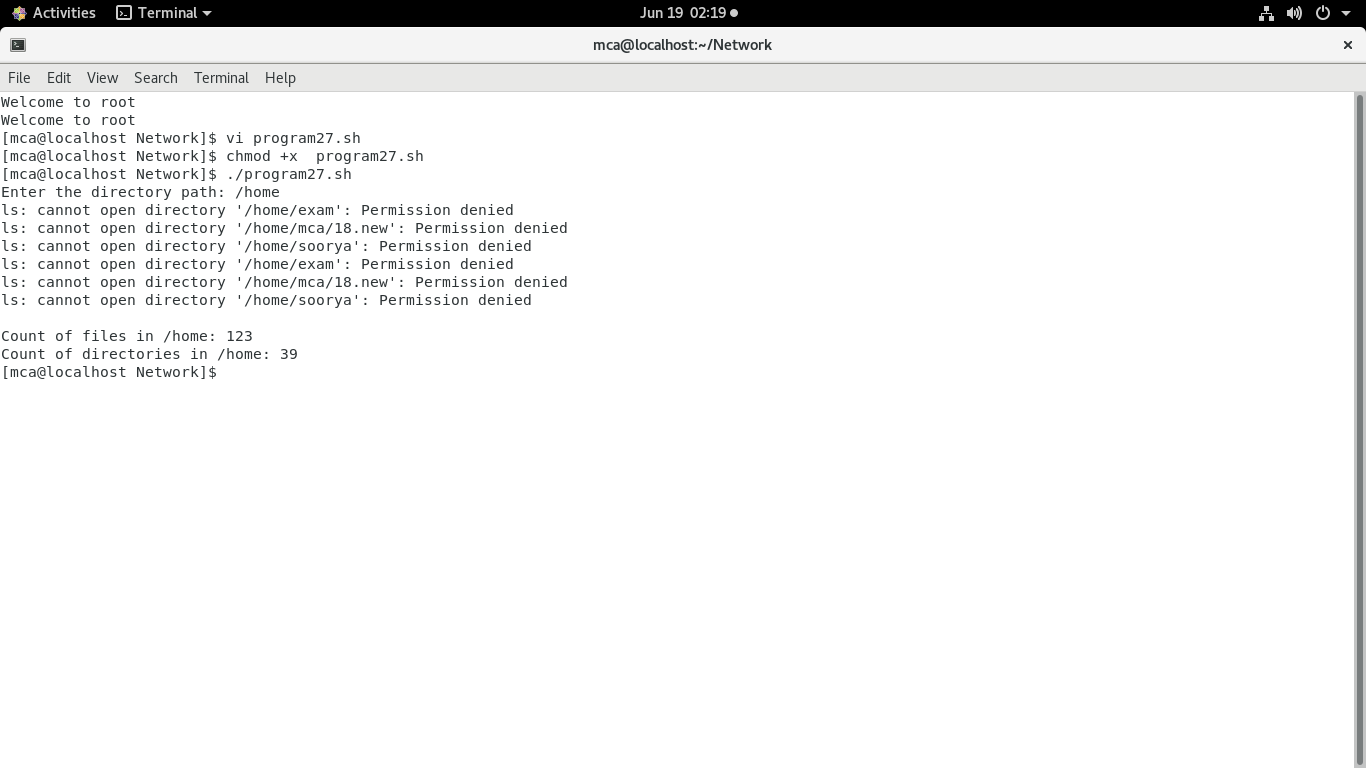 Activities Terminal Jun 19 02:19
mca@localhost:~/Network
File Edit View Search Terminal Help
Welcome to root
Welcome to root
[mca@localhost Network]$ vi program27.sh
[mca@localhost Network]$ chmod +x  program27.sh
[mca@localhost Network]$ ./program27.sh
Enter the directory path: /home
ls: cannot open directory '/home/exam': Permission denied
ls: cannot open directory '/home/mca/18.new': Permission denied
ls: cannot open directory '/home/soorya': Permission denied
ls: cannot open directory '/home/exam': Permission denied
ls: cannot open directory '/home/mca/18.new': Permission denied
ls: cannot open directory '/home/soorya': Permission denied
Count of files in /home: 123
Count of directories in /home: 39
[mca@localhost Network]$